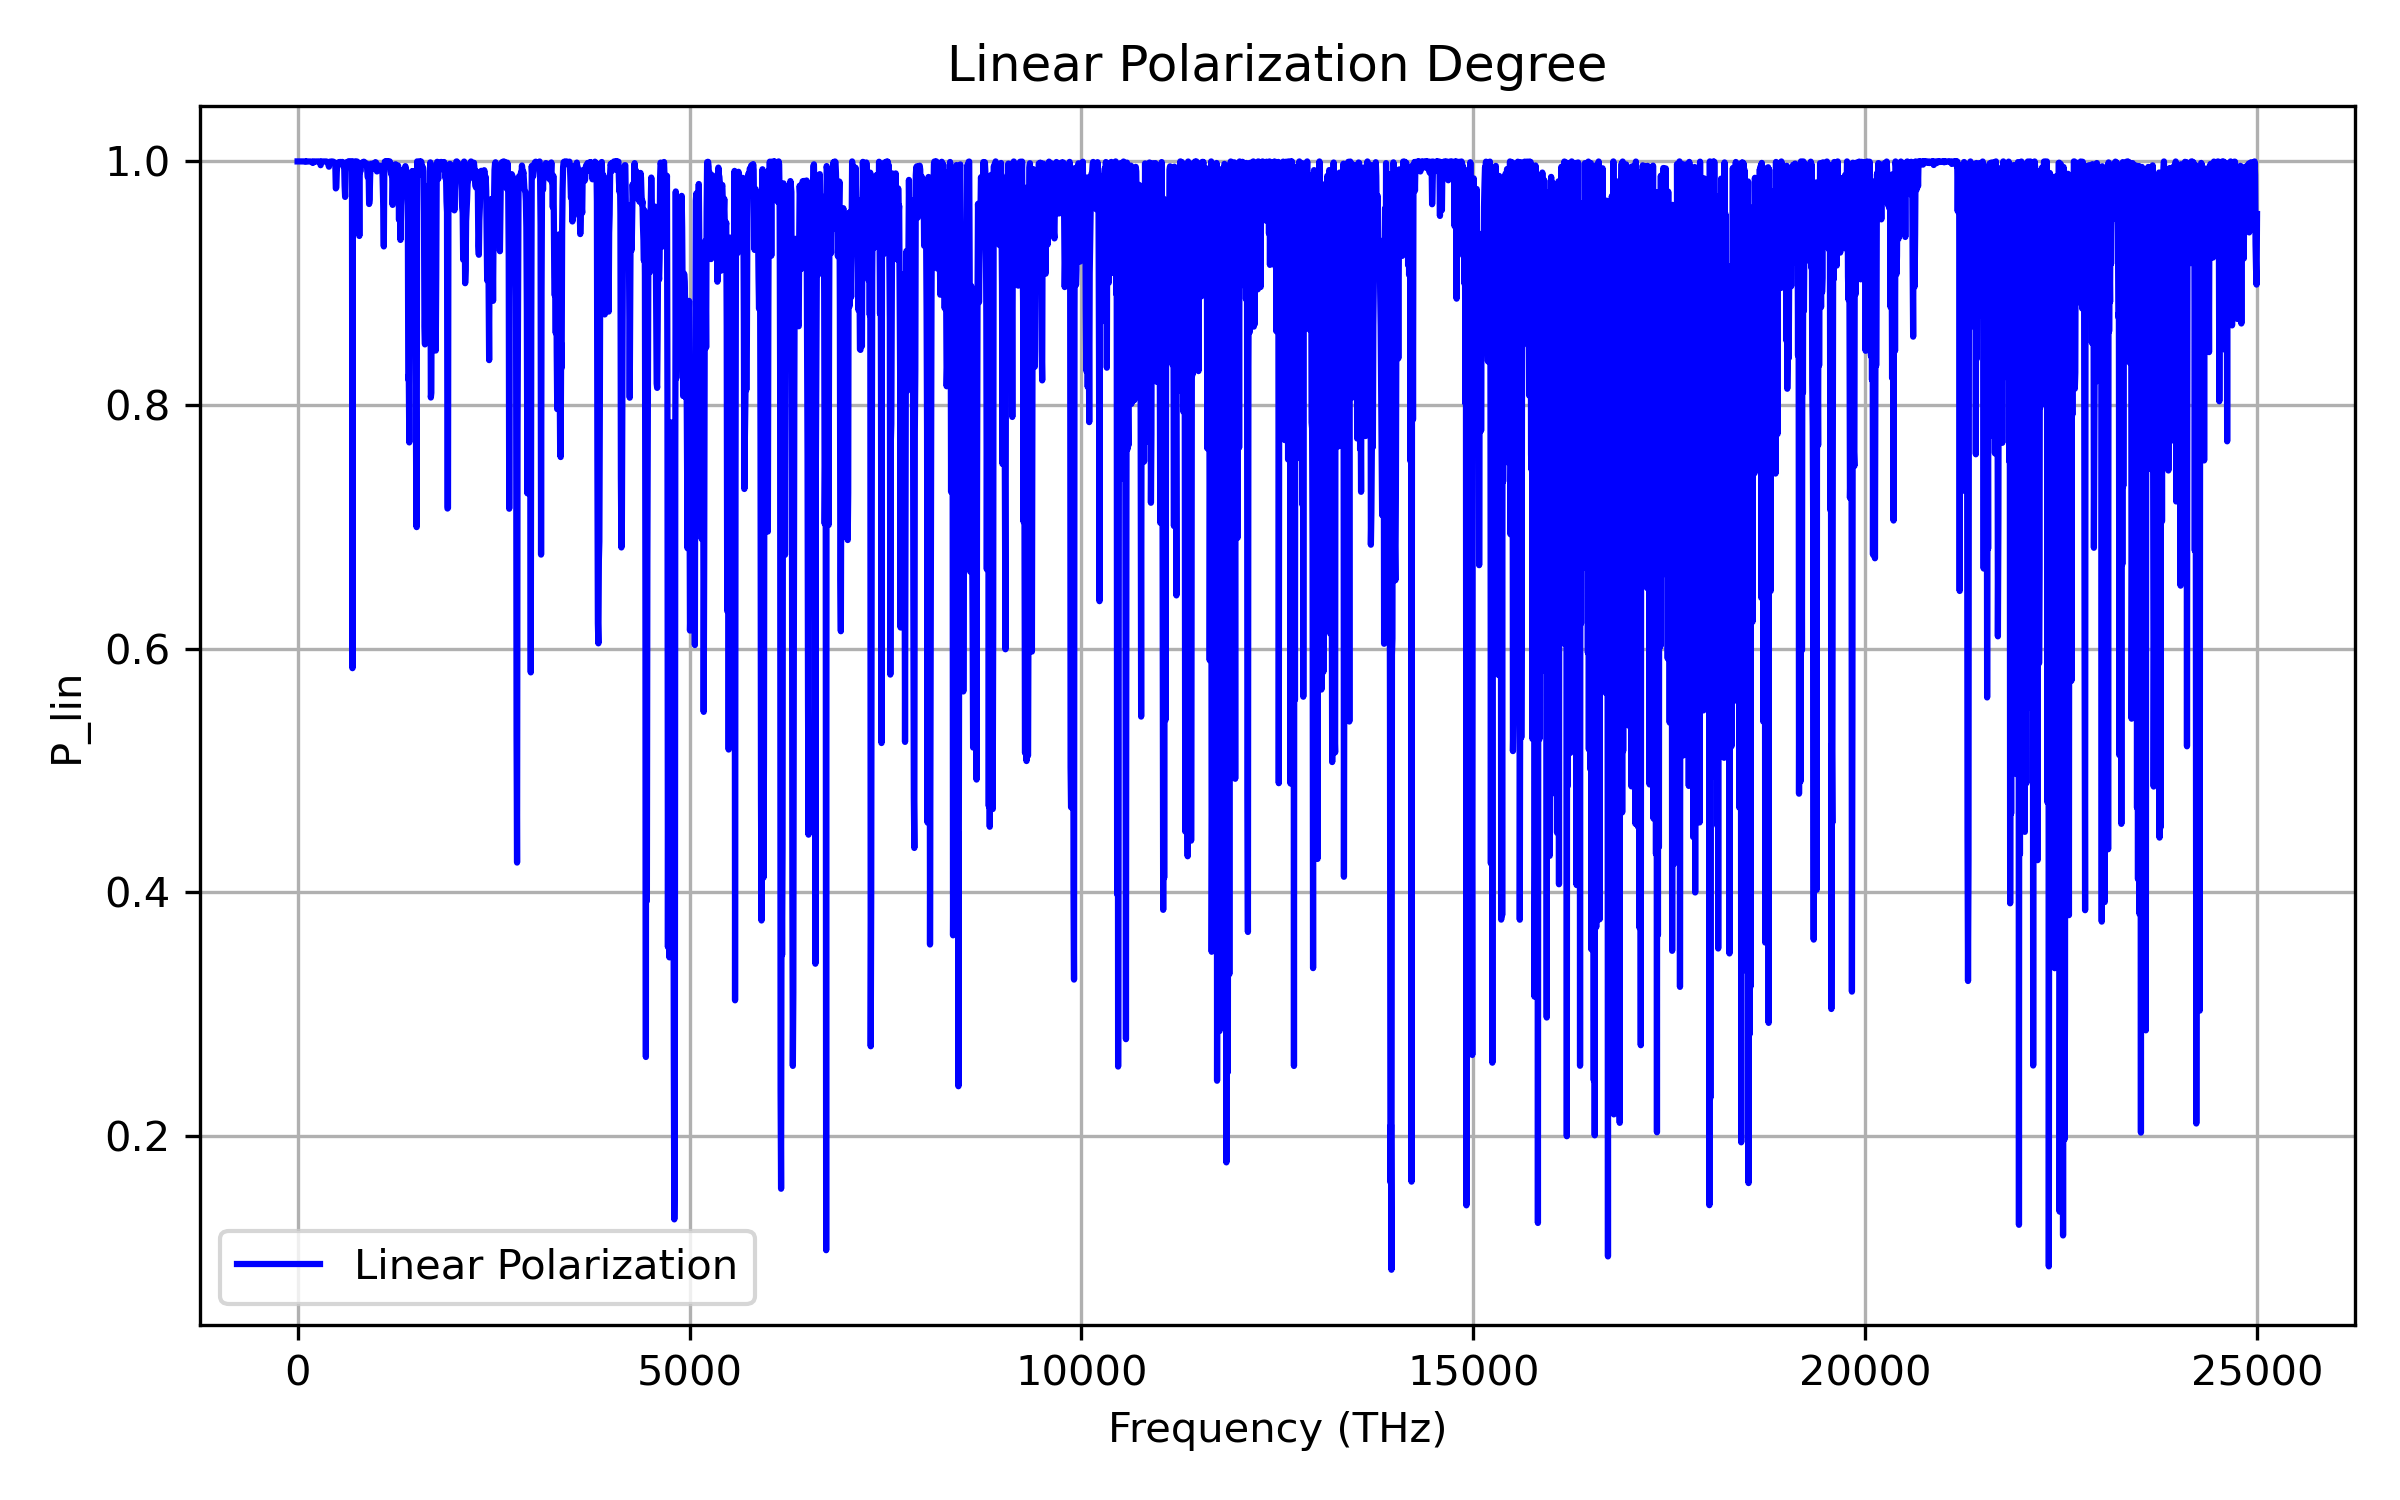 Linear Polarization Degree
1.0
0.8
0.6
0.4
0.2
P_lin
Linear Polarization
0 5000 10000 15000 20000 25000
Frequency (THz)